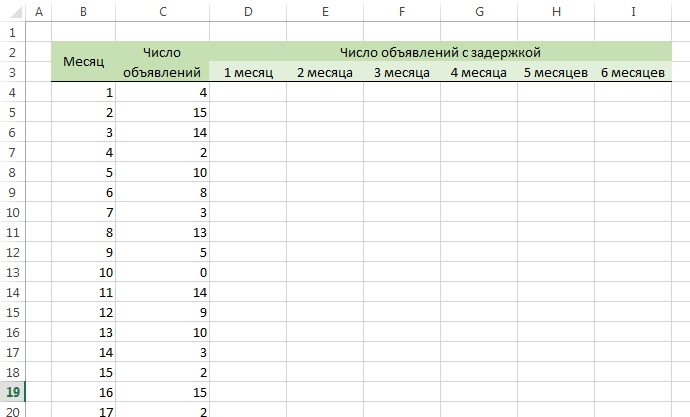 A B C D E F G H I
1
2 Месяц Число Число объявлений с задержкой
3 объявлений 1 месяц 2 месяца 3 месяца 4 месяца 5 месяцев 6 месяцев
4 1 4
5 2 15
6 3 14
7 4 2
8 5 10
9 6 8
10 7 3
11 8 13
12 9 5
13 10 0
14 11 14
15 12 9
16 13 10
17 14 3
18 15 2
19 16 15
20 17 2